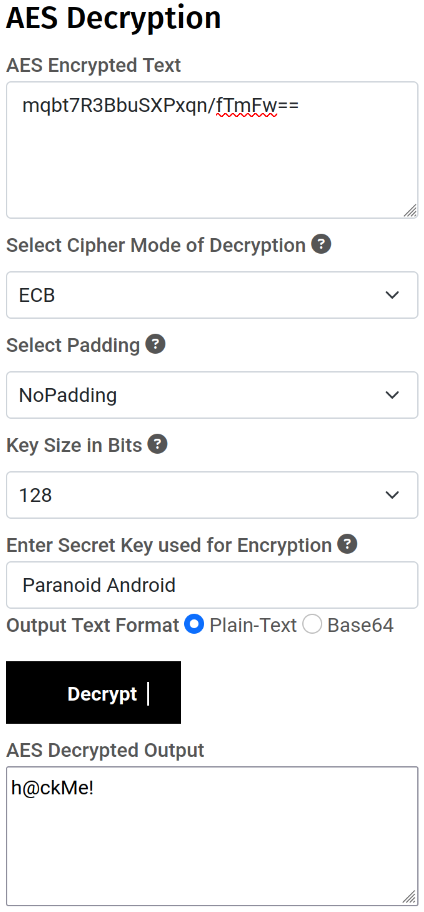 AES Decryption
AES Encrypted Text
mqbt7R3BbuSXPxqn/fTmFw==
Select Cipher Mode of Decryption ?
ECB
Select Padding ?
NoPadding
Key Size in Bits ?
128
Enter Secret Key used for Encryption ?
Paranoid Android
Output Text Format Plain-Text Base64
Decrypt
AES Decrypted Output
h@ckMe!